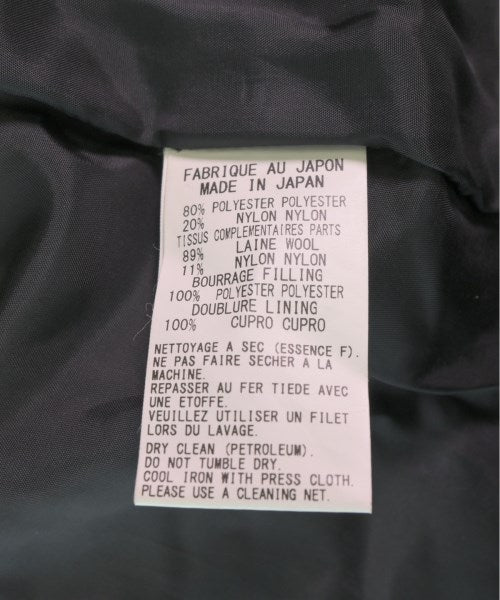 FABRIQUE AU JAPON
MADE IN JAPAN
80% POLYESTER POLYESTER
20% NYLON NYLON
TISSUS COMPLEMENTAIRES PARTS
89% LAINE WOOL
11% NYLON NYLON
BOURRAGE FILLING
100% POLYESTER POLYESTER
DOUBLURE LINING
100% CUPRO CUPRO
NETTOYAGE A SEC (ESSENCE F).
NE PAS FAIRE SECHER A LA
MACHINE.
REPASSER AU FER TIEDE AVEC
UNE ETOFFE.
VEUILLEZ UTILISER UN FILET
LORS DU LAVAGE.
DRY CLEAN (PETROLEUM).
DO NOT TUMBLE DRY.
COOL IRON WITH PRESS CLOTH.
PLEASE USE A CLEANING NET.